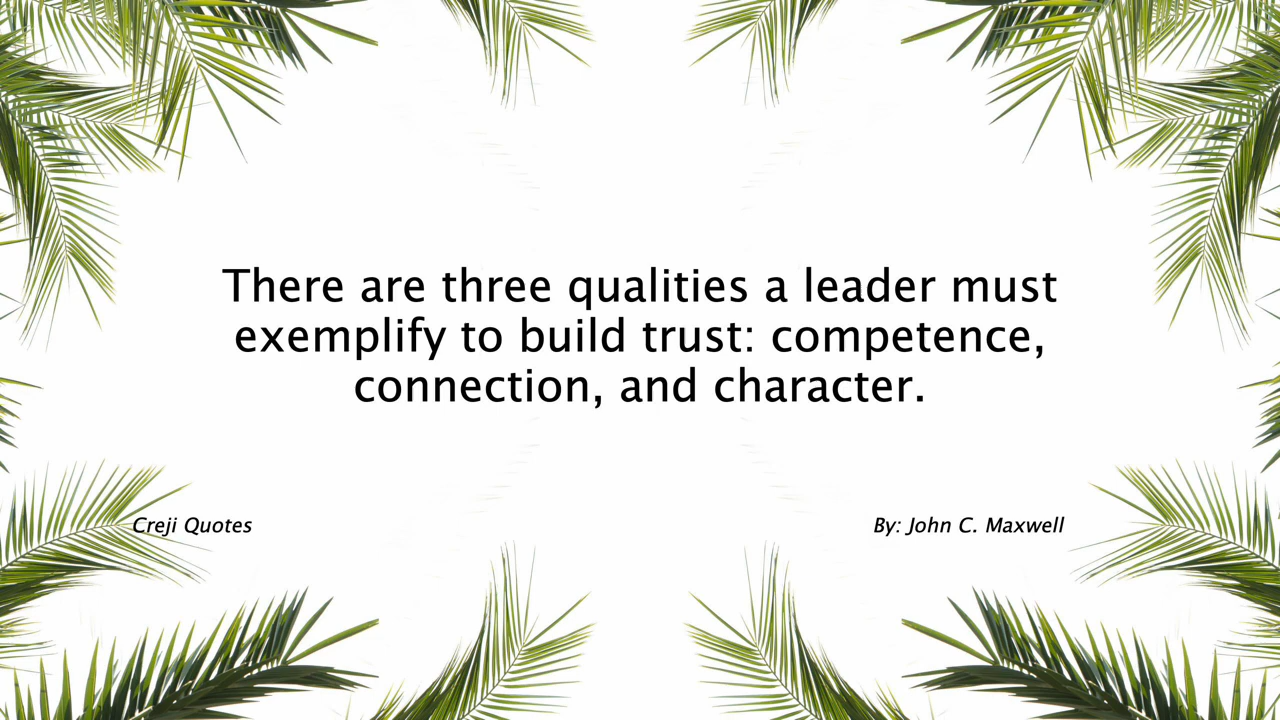 There are three qualities a leader must
exemplify to build trust: competence,
connection, and character.
Creji Quotes
By: John C. Maxwell